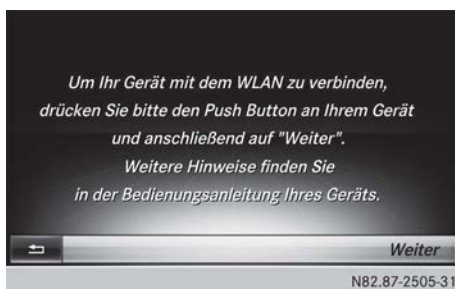 Um Ihr Gerät mit dem WLAN zu verbinden,
drücken Sie bitte den Push Button an Ihrem Gerät
und anschließend auf "Weiter".
Weitere Hinweise finden Sie
in der Bedienungsanleitung Ihres Geräts.
Weiter
N82.87-2505-31